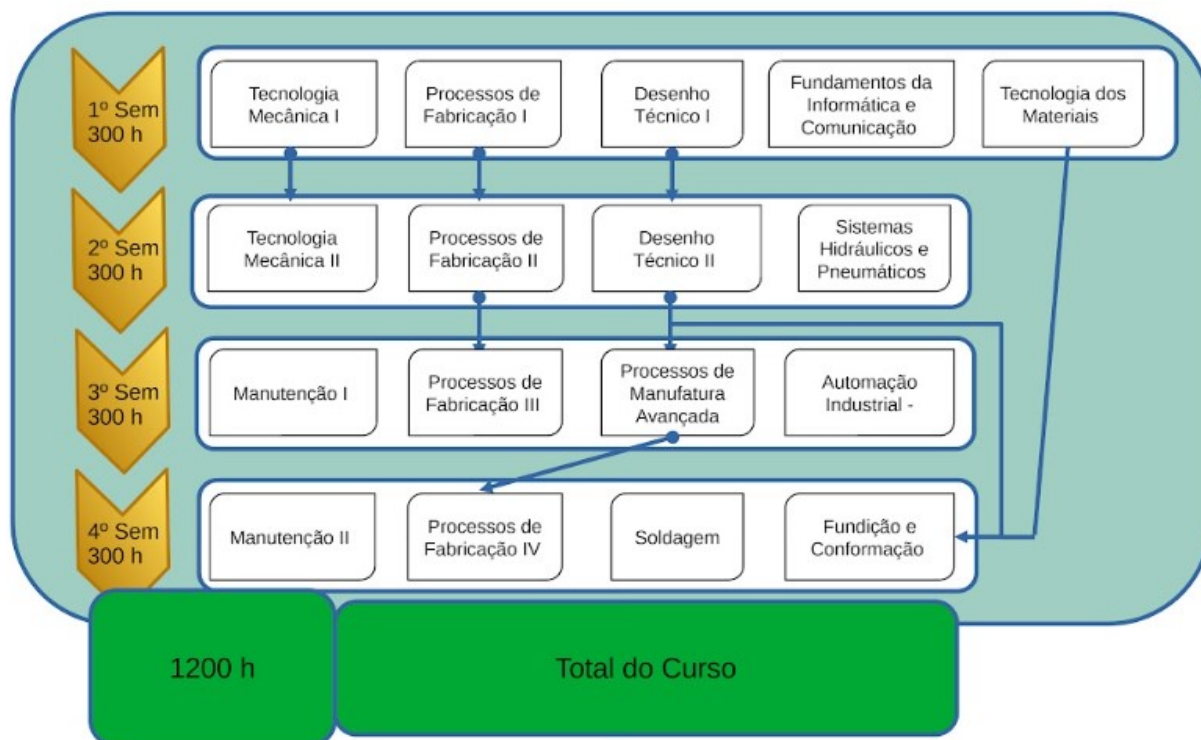 1º Sem
300 h
Tecnologia
Mecânica I
Processos de
Fabricação I
Desenho
Técnico I
Fundamentos da
Informática e
Comunicação
Tecnologia dos
Materiais
2º Sem
300 h
Tecnologia
Mecânica II
Processos de
Fabricação II
Desenho
Técnico II
Sistemas
Hidráulicos e
Pneumáticos
3º Sem
300 h
Manutenção I
Processos de
Fabricação III
Processos de
Manufatura
Avançada
Automação
Industrial -
4º Sem
300 h
Manutenção II
Processos de
Fabricação IV
Soldagem
Fundição e
Conformação
1200 h
Total do Curso